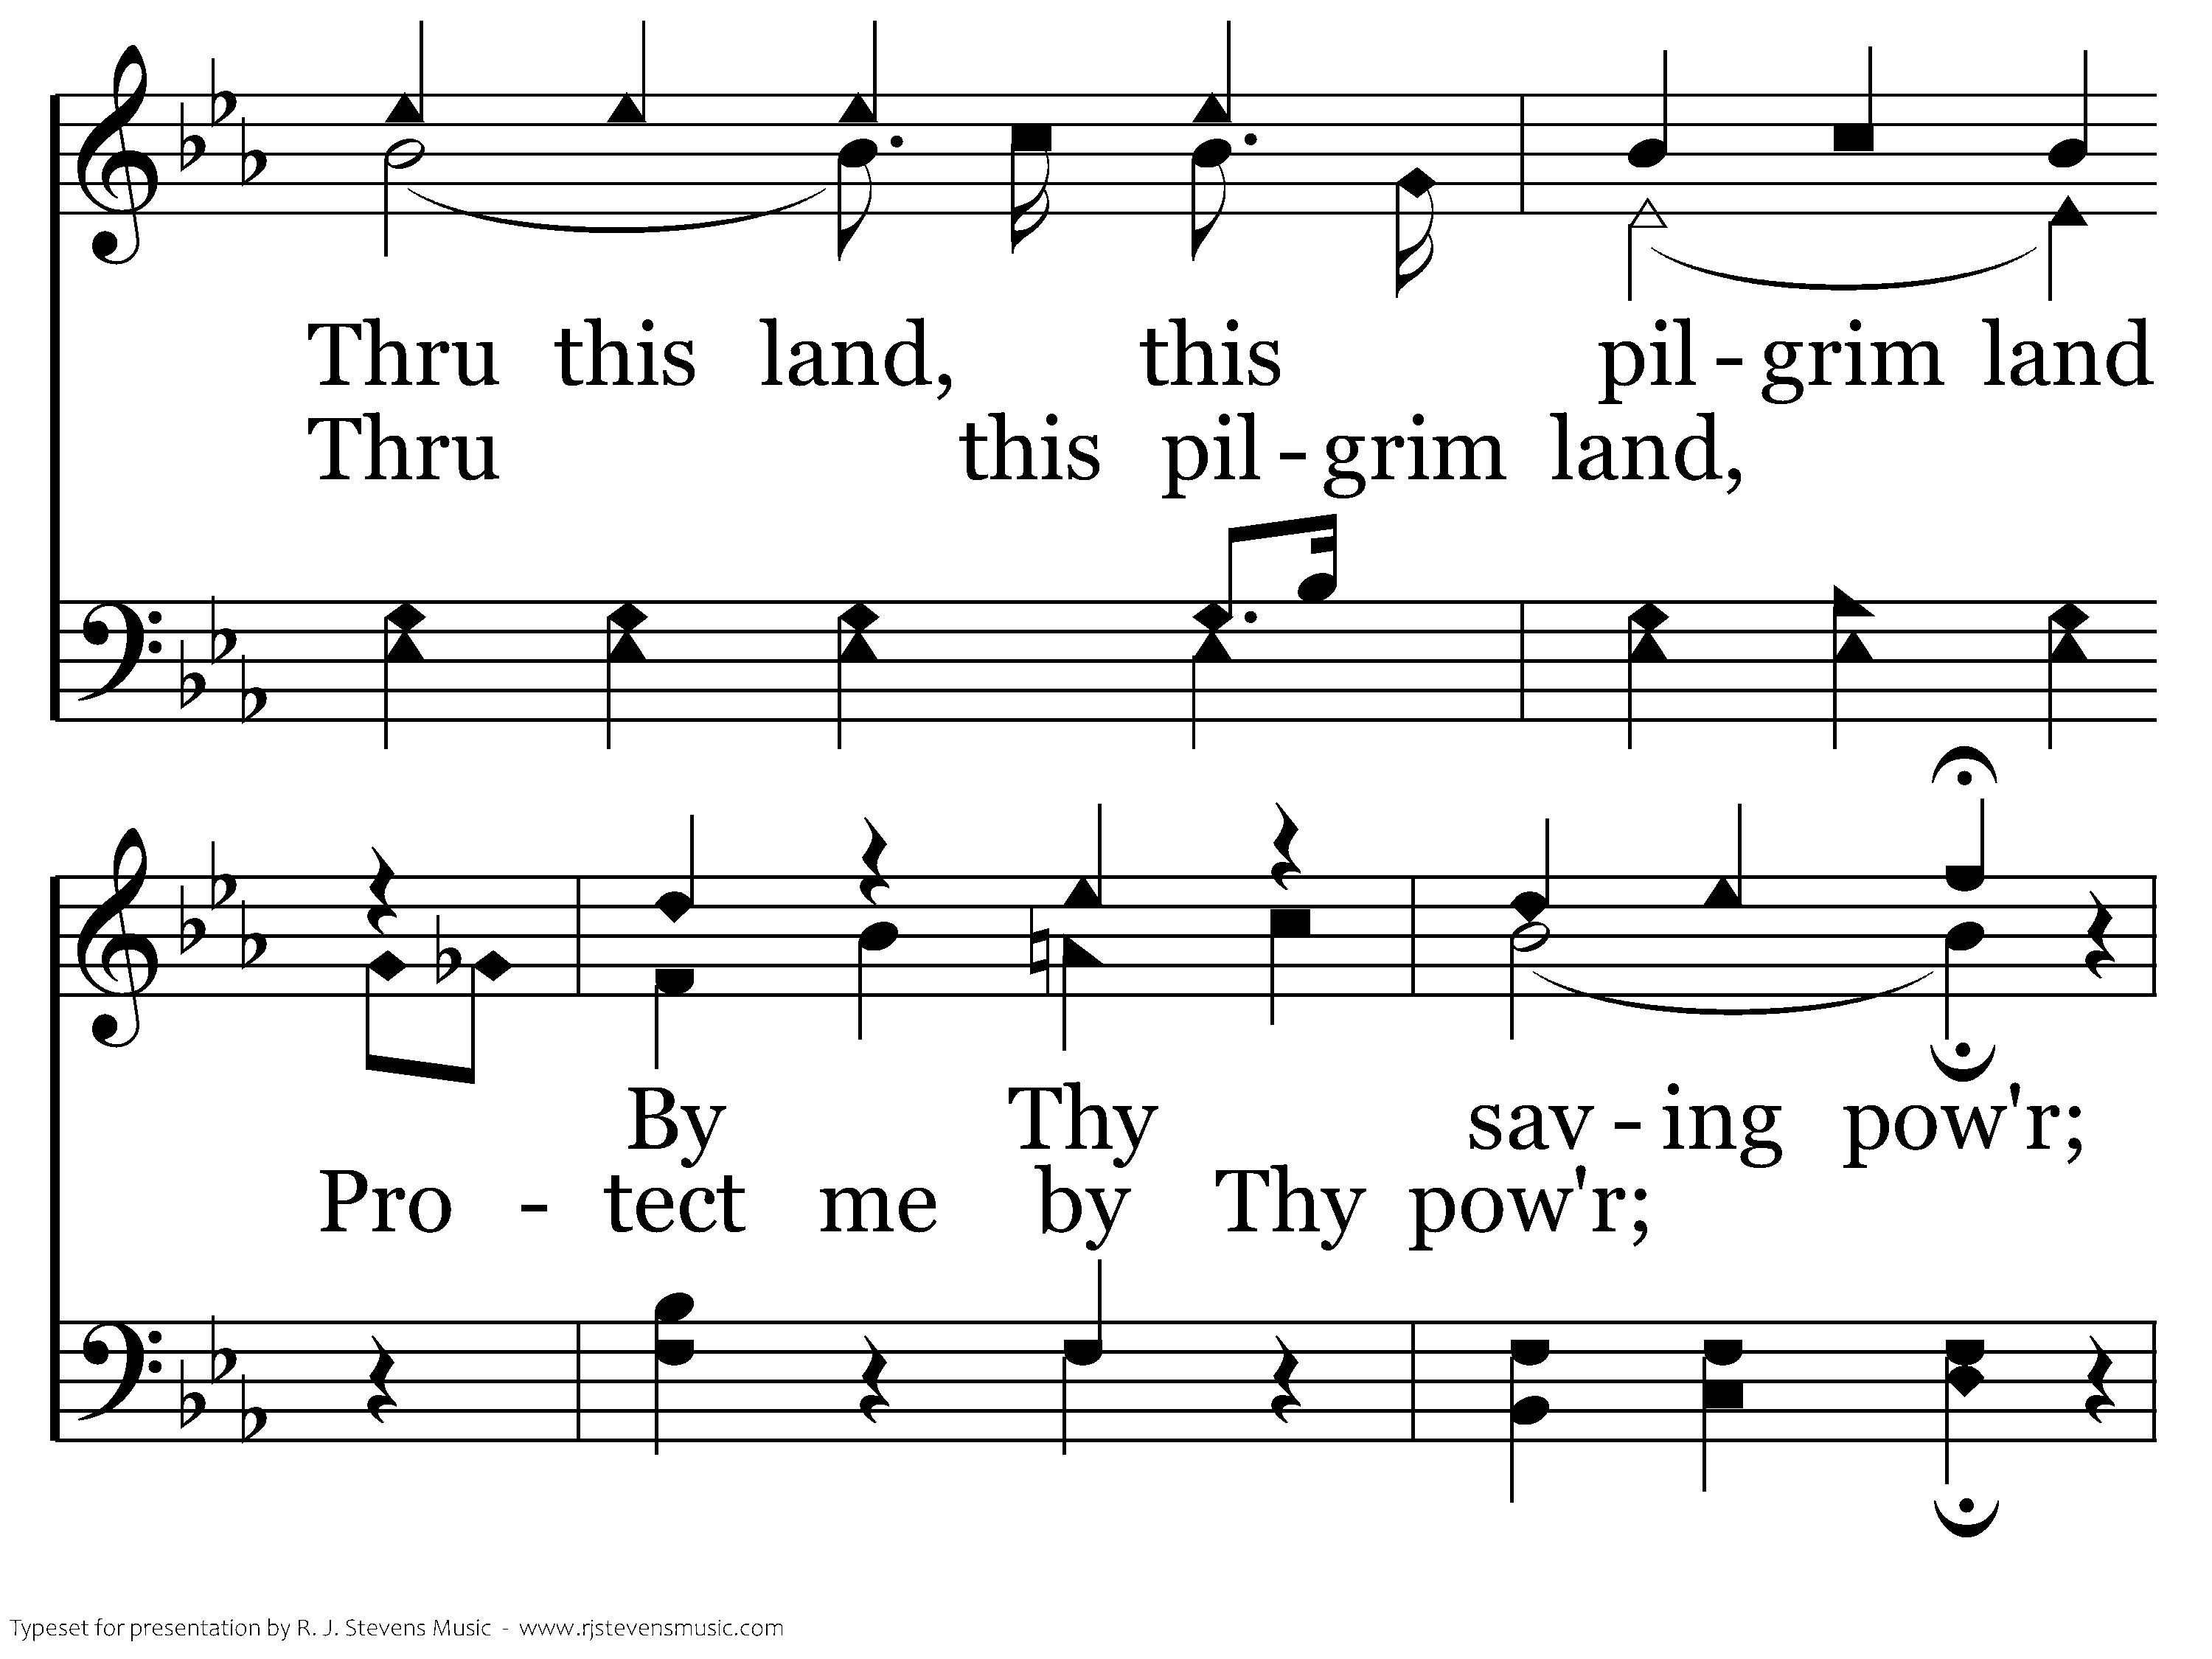 Thru this land, this pil - grim land
Thru this pil - grim land,
By Thy sav - ing pow'r;
Pro - tect me by Thy pow'r;
Typeset for presentation by R. J. Stevens Music - www.rjstevensmusic.com